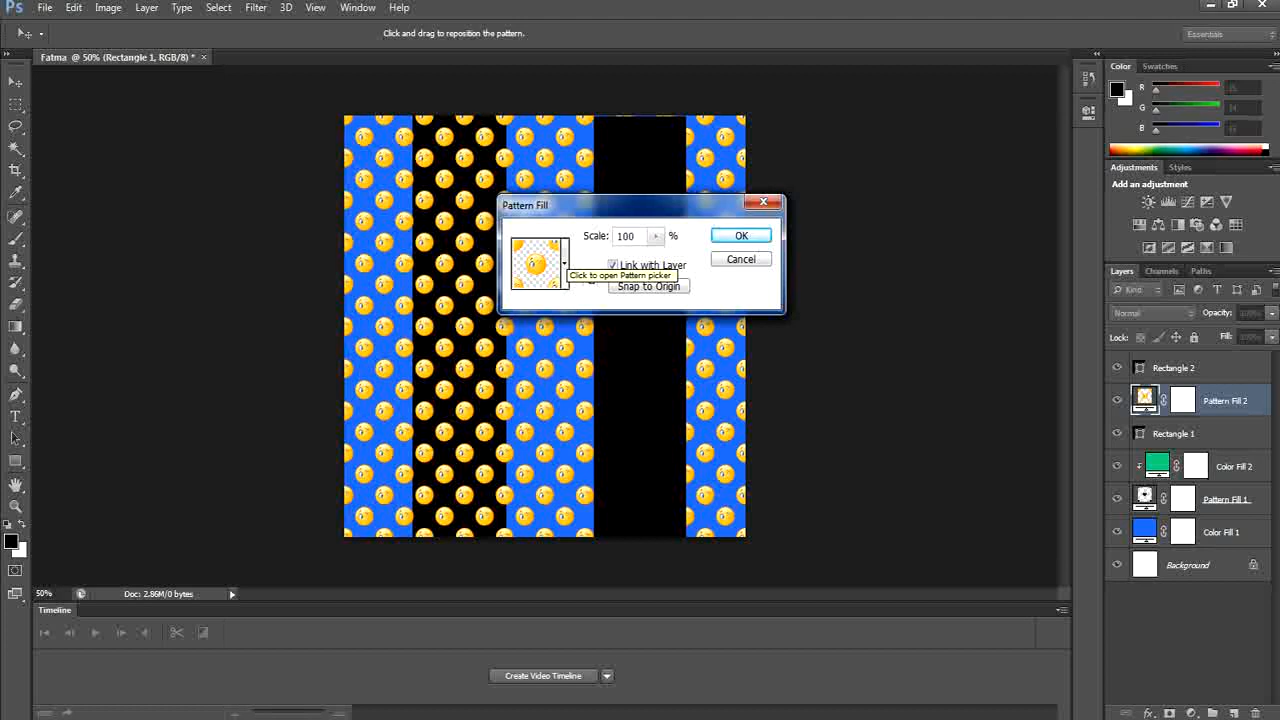 Ps File Edit Image Layer Type Select Filter 3D View Window Help
Click and drag to reposition the pattern.
Essentials
Fatma @ 50% (Rectangle 1, RGB/8) * ×
Color Swatches
R
G
B
Adjustments Styles
Add an adjustment
Pattern Fill
Scale: 100 %
OK
Cancel
Link with Layer
Click to open Pattern picker
Snap to Origin
Layers Channels Paths
Kind
Normal Opacity: 100%
Lock: Fill: 100%
Rectangle 2
Pattern Fill 2
Rectangle 1
Color Fill 2
Pattern Fill 1
Color Fill 1
Background
50% Doc: 2.86M/0 bytes
Timeline
Create Video Timeline
fx